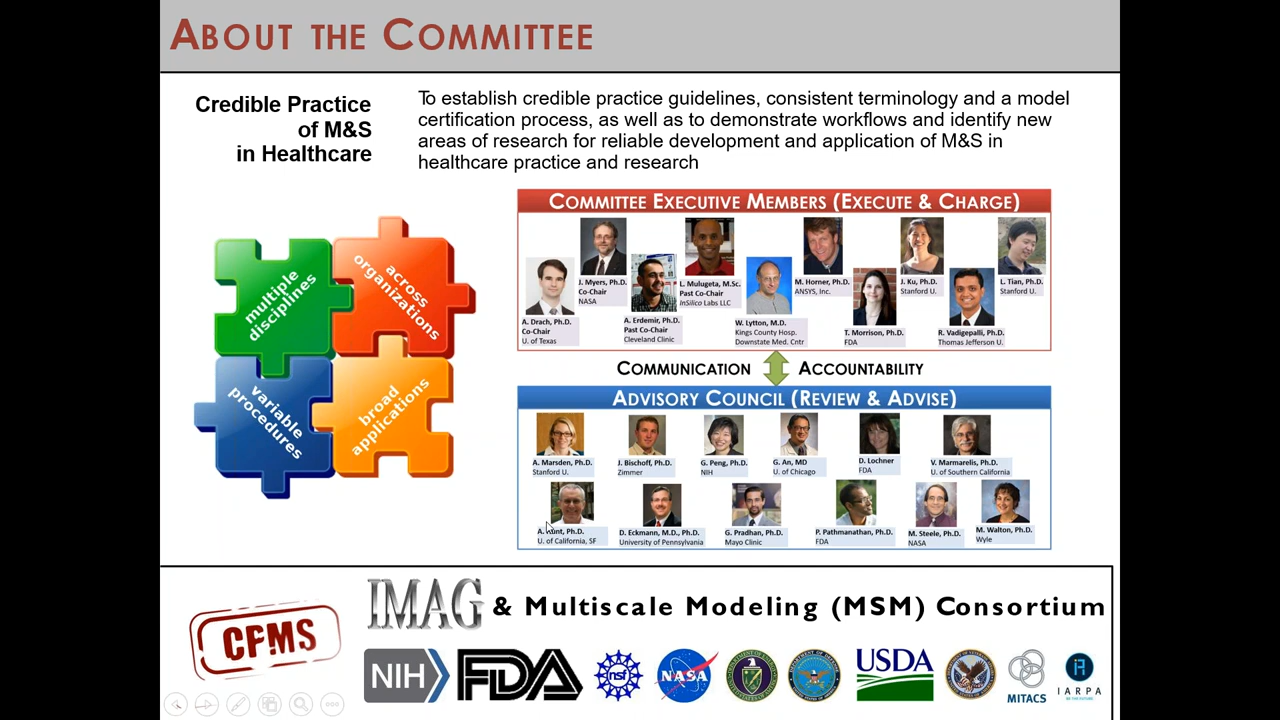 ABOUT THE COMMITTEE
Credible Practice
of M&S
in Healthcare
To establish credible practice guidelines, consistent terminology and a model
certification process, as well as to demonstrate workflows and identify new
areas of research for reliable development and application of M&S in
healthcare practice and research
multiple
disciplines
across
organizations
variable
procedures
broad
applications
COMMITTEE EXECUTIVE MEMBERS (EXECUTE & CHARGE)
J. Myers, Ph.D.
Co-Chair
NASA
L. Mulugeta, M.Sc.
Past Co-Chair
InSilico Labs LLC
M. Horner, Ph.D.
ANSYS, Inc.
J. Ku, Ph.D.
Stanford U.
L. Tian, Ph.D.
Stanford U.
A. Drach, Ph.D.
Co-Chair
U. of Texas
A. Erdemir, Ph.D.
Past Co-Chair
Cleveland Clinic
W. Lytton, M.D.
Kings County Hosp.
Downstate Med. Cntr
T. Morrison, Ph.D.
FDA
R. Vadigepalli, Ph.D.
Thomas Jefferson U.
COMMUNICATION
ACCOUNTABILITY
ADVISORY COUNCIL (REVIEW & ADVISE)
A. Marsden, Ph.D.
Stanford U.
J. Bischoff, Ph.D.
Zimmer
G. Peng, Ph.D.
NIH
G. An, MD
U. of Chicago
D. Lochner
FDA
V. Marmarelis, Ph.D.
U. of Southern California
A. Hunt, Ph.D.
U. of California, SF
D. Eckmann, M.D., Ph.D.
University of Pennsylvania
G. Pradhan, Ph.D.
Mayo Clinic
P. Pathmanathan, Ph.D.
FDA
M. Steele, Ph.D.
NASA
M. Walton, Ph.D.
Wyle
CPMS
IMAG & Multiscale Modeling (MSM) Consortium
NIH
FDA
nsf
NASA
USDA
MITACS
IARPA